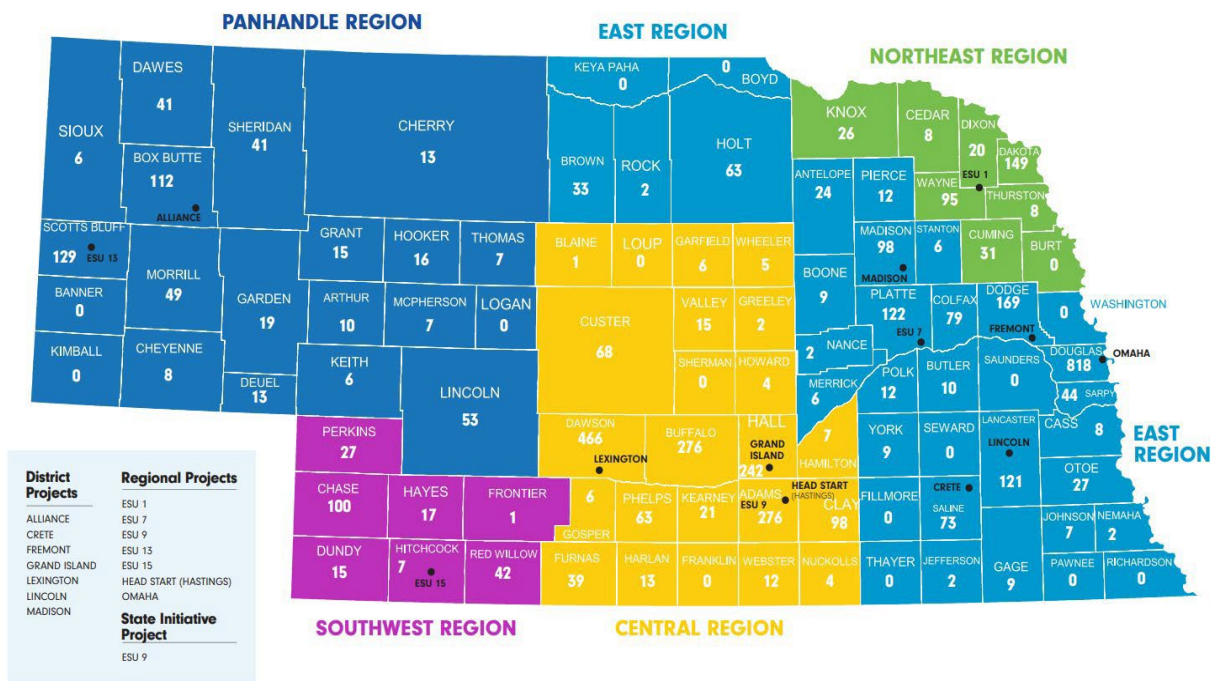 PANHANDLE REGION
EAST REGION
NORTHEAST REGION
DAWES
41
SIOUX
6
BOX BUTTE
112
ALLIANCE
SHERIDAN
41
CHERRY
13
KEYA PAHA
0
0
BOYD
BROWN
33
ROCK
2
HOLT
63
KNOX
26
CEDAR
8
DIXON
20
ESU 1
DAKOTA
149
ANTELOPE
24
PIERCE
12
WAYNE
95
THURSTON
8
SCOTTS BLUFF
129 ESU 13
MORRILL
49
BANNER
0
KIMBALL
0
CHEYENNE
8
GARDEN
19
DEUEL
13
GRANT
15
HOOKER
16
THOMAS
7
ARTHUR
10
MCPHERSON
7
LOGAN
0
KEITH
6
LINCOLN
53
BLAINE
1
LOUP
0
GARFIELD
6
WHEELER
5
CUSTER
68
VALLEY
15
GREELEY
2
SHERMAN
0
HOWARD
4
BOONE
9
MADISON
98
MADISON
STANTON
6
CUMING
31
BURT
0
PLATTE
122
ESU 7
COLFAX
79
DODGE
169
FREMONT
0
WASHINGTON
2 NANCE
MERRICK
6
POLK
12
BUTLER
10
SAUNDERS
0
DOUGLAS
818
OMAHA
44 SARPY
PERKINS
27
CHASE
100
HAYES
17
FRONTIER
1
DUNDY
15
HITCHCOCK
7
ESU 15
RED WILLOW
42
DAWSON
466
LEXINGTON
BUFFALO
276
HALL
GRAND
ISLAND
242
7
HAMILTON
6
GOSPER
PHELPS
63
KEARNEY
21
ADAMS
ESU 9
276
HEAD START
(HASTINGS)
CLAY
98
FURNAS
39
HARLAN
13
FRANKLIN
0
WEBSTER
12
NUCKOLLS
4
YORK
9
SEWARD
0
LANCASTER
LINCOLN
121
CASS
8
EAST
REGION
OTOE
27
FILLMORE
0
CRETE
SALINE
73
JOHNSON
7
NEMAHA
2
THAYER
0
JEFFERSON
2
GAGE
9
PAWNEE
0
RICHARDSON
0
SOUTHWEST REGION
CENTRAL REGION
District
Projects
ALLIANCE
CRETE
FREMONT
GRAND ISLAND
LEXINGTON
LINCOLN
MADISON
Regional Projects
ESU 1
ESU 7
ESU 9
ESU 13
ESU 15
HEAD START (HASTINGS)
OMAHA
State Initiative
Project
ESU 9